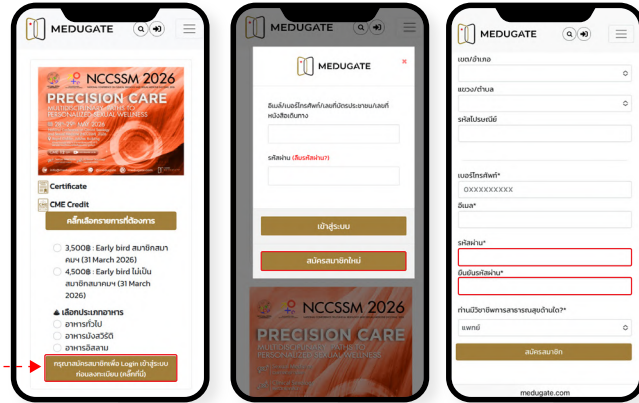 MEDUGATE
NCCSSM 2026
PRECISION CARE
MULTIDISCIPLINARY PATHS TO
PERSONALIZED SEXUAL WELLNESS
Certificate
CME Credit
คลิ๊กเลือกรายการที่ต้องการ
3,500฿ : Early bird สมาชิกสมา
คมฯ (31 March 2026)
4,500฿ : Early bird ไม่เป็น
สมาชิกสมาคมฯ (31 March
2026)
เลือกประเภทอาหาร
อาหารทั่วไป
อาหารมังสวิรัติ
อาหารอิสลาม
กรุณาสมัครสมาชิกเพื่อ Login เข้าสู่ระบบ
ก่อนลงทะเบียน (คลิ๊กที่นี่)
MEDUGATE
MEDUGATE
×
อีเมล์/เบอร์โทรศัพท์/เลขที่บัตรประชาชน/เลขที่
หนังสือเดินทาง
รหัสผ่าน (ลืมรหัสผ่าน?)
เข้าสู่ระบบ
สมัครสมาชิกใหม่
NCCSSM 2026
PRECISION CARE
MULTIDISCIPLINARY PATHS TO
PERSONALIZED SEXUAL WELLNESS
MEDUGATE
เขต/อำเภอ
แขวง/ตำบล
รหัสไปรษณีย์
เบอร์โทรศัพท์*
0XXXXXXXXX
อีเมล*
รหัสผ่าน*
ยืนยันรหัสผ่าน*
ท่านมีวิชาชีพทางสาธารณสุขด้านใด?*
แพทย์
สมัครสมาชิก
medugate.com